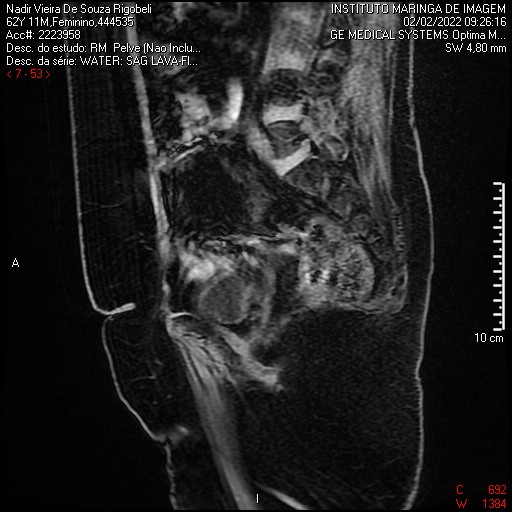 Nadir Vieira De Souza Rigobeli
62Y 11M,Feminino,444535
Acc#: 2223958
Desc. do estudo: RM Pelve (Nao Inclu...
Desc. da série: WATER: SAG LAVA-Fl...
< 7 - 53 >
INSTITUTO MARINGA DE IMAGEM
02/02/2022 09:26:16
GE MEDICAL SYSTEMS Optima M...
SW 4,80 mm
A
10 cm
I
C 692
W 1384